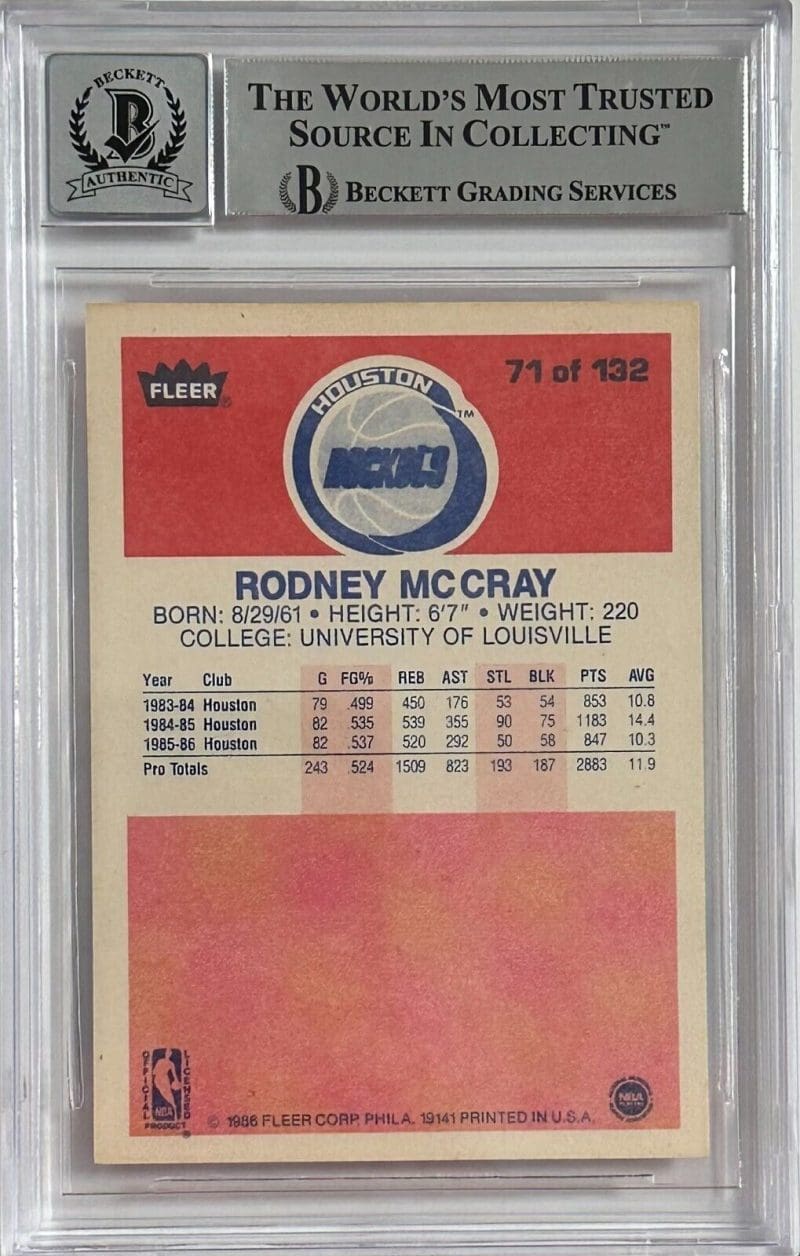 BECKETT
B
AUTHENTIC
THE WORLD'S MOST TRUSTED
SOURCE IN COLLECTING™
B BECKETT GRADING SERVICES
FLEER®
71 of 132
HOUSTON
ROCKETS
TM
RODNEY MCCRAY
BORN: 8/29/61 • HEIGHT: 6'7" • WEIGHT: 220
COLLEGE: UNIVERSITY OF LOUISVILLE
Year Club G FG% REB AST STL BLK PTS AVG
1983-84 Houston 79 .499 450 176 53 54 853 10.8
1984-85 Houston 82 .535 539 355 90 75 1183 14.4
1985-86 Houston 82 .537 520 292 50 58 847 10.3
Pro Totals 243 .524 1509 823 193 187 2883 11.9
OFFICIAL LICENSED
NBA
PRODUCT ®
© 1986 FLEER CORP. PHILA. 19141 PRINTED IN U.S.A.